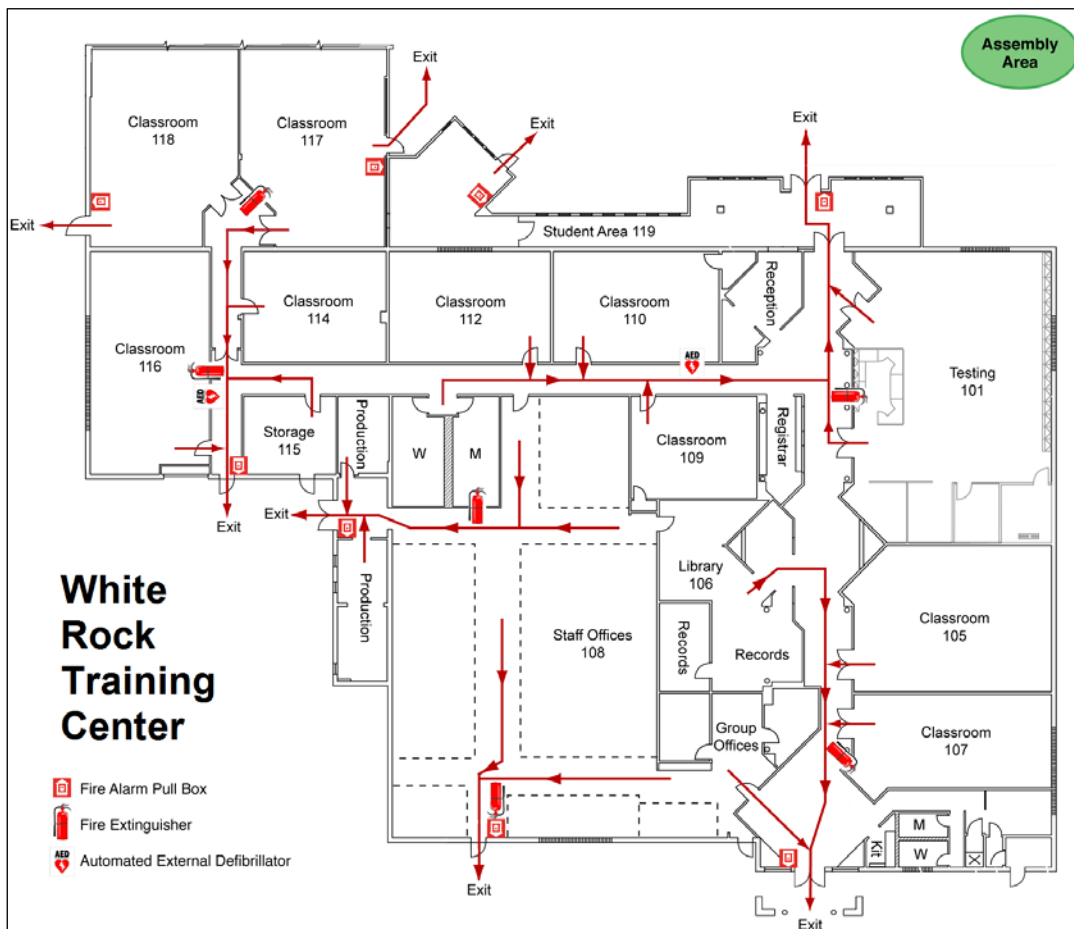 Assembly
Area
Exit
Exit
Exit
Classroom
118
Classroom
117
Exit
Student Area 119
Classroom
114
Classroom
112
Classroom
110
Reception
Testing
101
Classroom
116
AED
AED
Storage
115
Production
W
M
Classroom
109
Registrar
Exit
Exit
Library
106
Production
Staff Offices
108
Records
Records
Classroom
105
Group
Offices
Classroom
107
White
Rock
Training
Center
Fire Alarm Pull Box
Fire Extinguisher
AED
Automated External Defibrillator
Kit
M
W
X
Exit
Exit